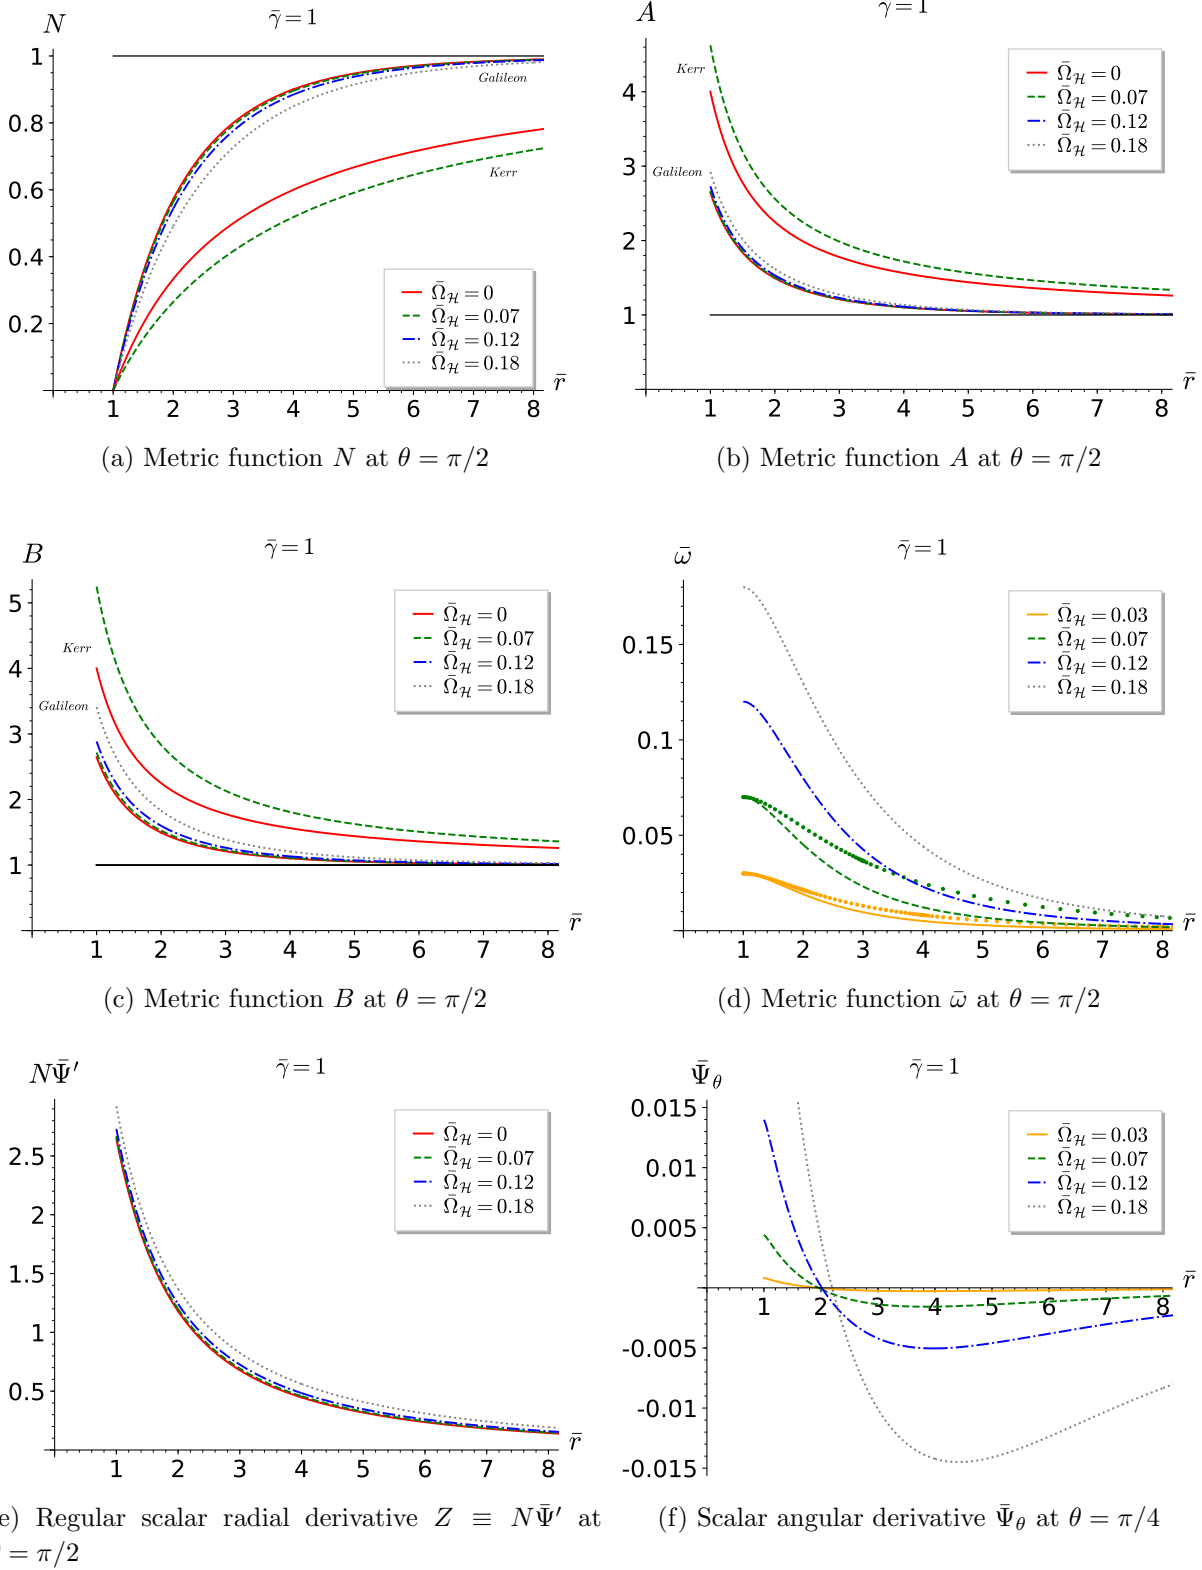 N
γ̄ = 1
1
0.8
0.6
0.4
0.2
Galileon
Kerr
Ω̄_H = 0
Ω̄_H = 0.07
Ω̄_H = 0.12
Ω̄_H = 0.18
r̄
1 2 3 4 5 6 7 8
(a) Metric function N at θ = π/2
A
γ = 1
4
3
2
1
Kerr
Galileon
Ω̄_H = 0
Ω̄_H = 0.07
Ω̄_H = 0.12
Ω̄_H = 0.18
r̄
1 2 3 4 5 6 7 8
(b) Metric function A at θ = π/2
B
γ̄ = 1
5
4
3
2
1
Kerr
Galileon
Ω̄_H = 0
Ω̄_H = 0.07
Ω̄_H = 0.12
Ω̄_H = 0.18
r̄
1 2 3 4 5 6 7 8
(c) Metric function B at θ = π/2
ω̄
γ̄ = 1
0.15
0.1
0.05
Ω̄_H = 0.03
Ω̄_H = 0.07
Ω̄_H = 0.12
Ω̄_H = 0.18
r̄
1 2 3 4 5 6 7 8
(d) Metric function ω̄ at θ = π/2
NΨ̄′
γ̄ = 1
2.5
2
1.5
1
0.5
Ω̄_H = 0
Ω̄_H = 0.07
Ω̄_H = 0.12
Ω̄_H = 0.18
r̄
1 2 3 4 5 6 7 8
e) Regular scalar radial derivative Z ≡ NΨ̄′ at
= π/2
Ψ̄_θ
γ̄ = 1
0.015
0.01
0.005
-0.005
-0.01
-0.015
Ω̄_H = 0.03
Ω̄_H = 0.07
Ω̄_H = 0.12
Ω̄_H = 0.18
r̄
1 2 3 4 5 6 7 8
(f) Scalar angular derivative Ψ̄_θ at θ = π/4